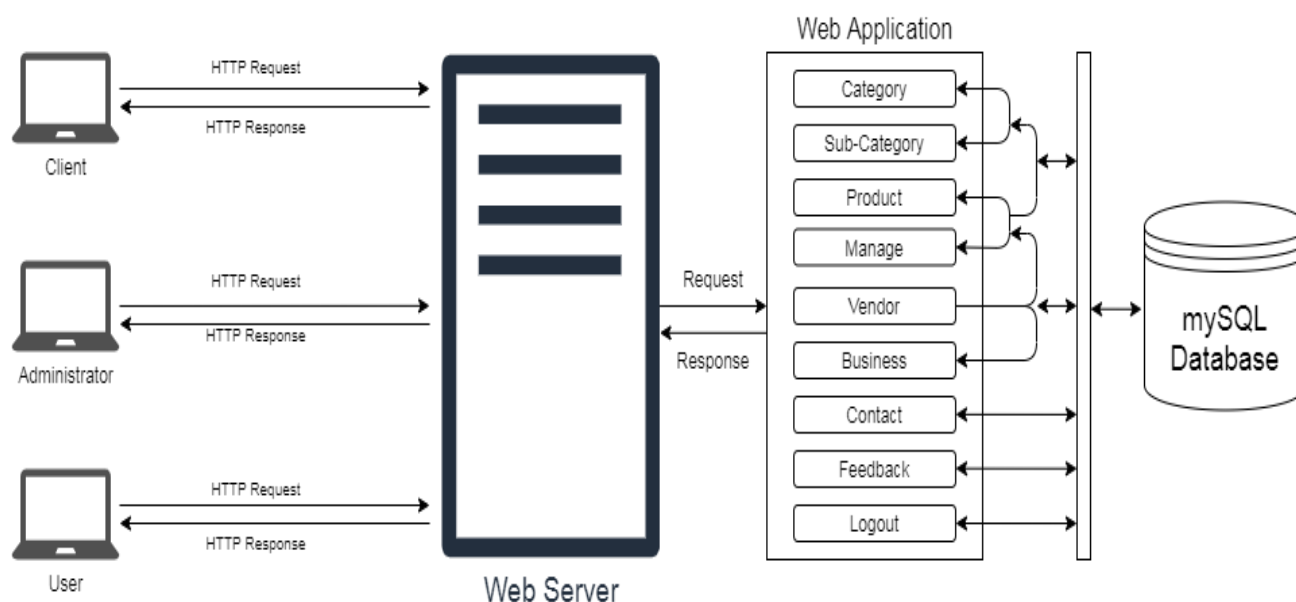 HTTP Request
HTTP Response
Client
HTTP Request
HTTP Response
Administrator
HTTP Request
HTTP Response
User
Web Server
Request
Response
Web Application
Category
Sub-Category
Product
Manage
Vendor
Business
Contact
Feedback
Logout
mySQL
Database